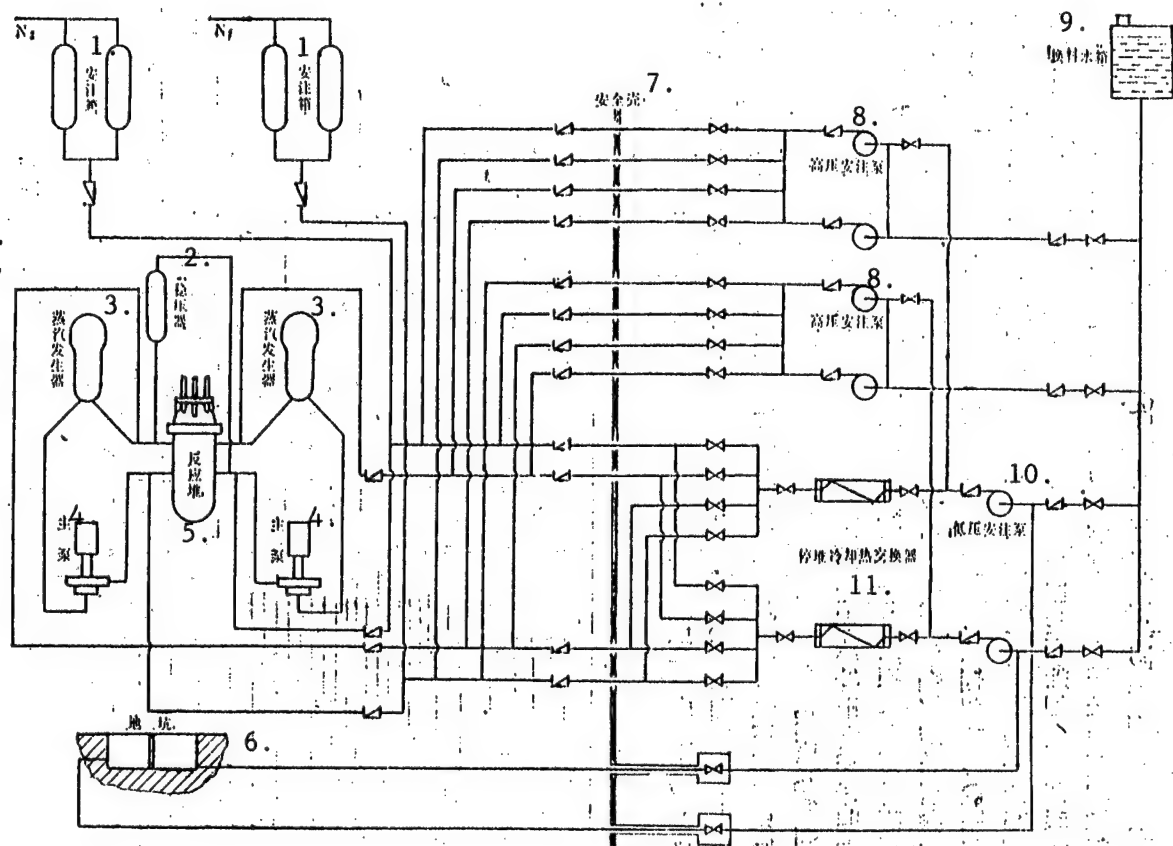 N₂
1.
安注箱
N₂
1.
安注箱
9.
换料水箱
7.
安全壳
8.
高压安注泵
2.
稳压器
3.
蒸汽发生器
3.
蒸汽发生器
8.
高压安注泵
反应堆
5.
4
主泵
4
主泵
10.
低压安注泵
停堆冷却热交换器
11.
地坑
6.